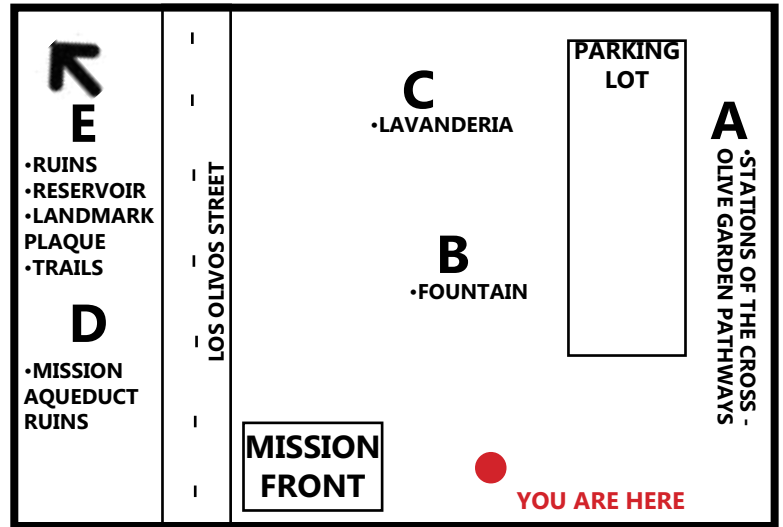 E
•RUINS
•RESERVOIR
•LANDMARK
PLAQUE
•TRAILS
D
•MISSION
AQUEDUCT
RUINS
LOS OLIVOS STREET
C
•LAVANDERIA
B
•FOUNTAIN
MISSION
FRONT
PARKING
LOT
A
•STATIONS OF THE CROSS -
OLIVE GARDEN PATHWAYS
YOU ARE HERE